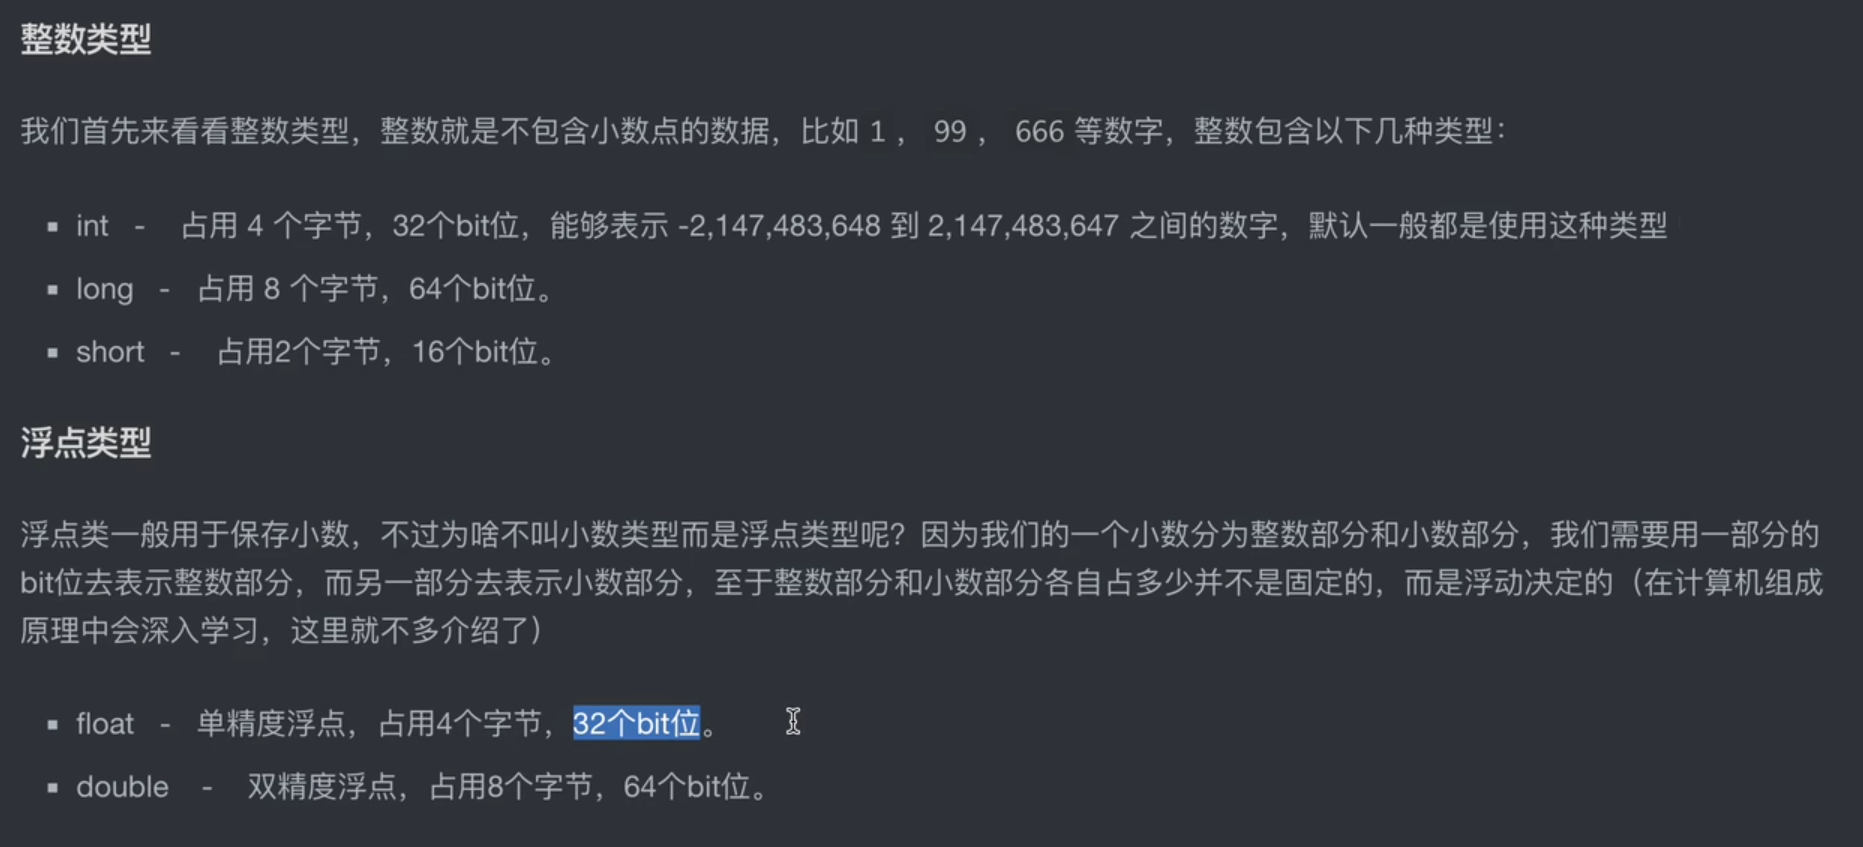 整数类型
我们首先来看看整数类型，整数就是不包含小数点的数据，比如 1 ， 99 ， 666 等数字，整数包含以下几种类型：
▪ int - 占用 4 个字节，32个bit位，能够表示 -2,147,483,648 到 2,147,483,647 之间的数字，默认一般都是使用这种类型
▪ long - 占用 8 个字节，64个bit位。
▪ short - 占用2个字节，16个bit位。
浮点类型
浮点类一般用于保存小数，不过为啥不叫小数类型而是浮点类型呢？因为我们的一个小数分为整数部分和小数部分，我们需要用一部分的
bit位去表示整数部分，而另一部分去表示小数部分，至于整数部分和小数部分各自占多少并不是固定的，而是浮动决定的（在计算机组成
原理中会深入学习，这里就不多介绍了）
▪ float - 单精度浮点，占用4个字节，32个bit位。
▪ double - 双精度浮点，占用8个字节，64个bit位。